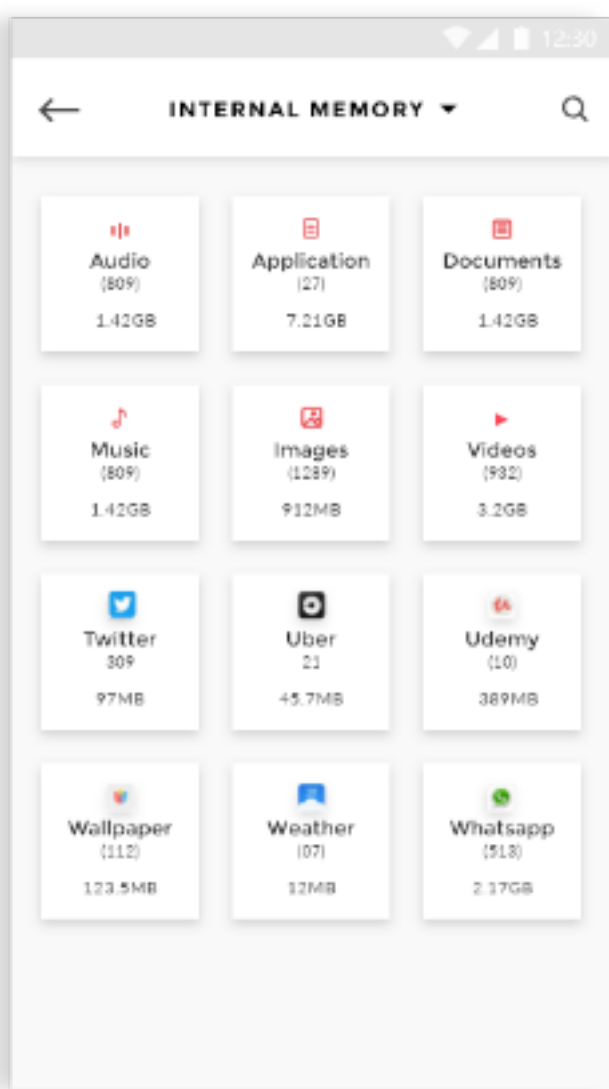 12:30
INTERNAL MEMORY
Audio
(809)
1.42GB
Application
(27)
7.21GB
Documents
(809)
1.42GB
Music
(809)
1.42GB
Images
(1289)
912MB
Videos
(932)
3.2GB
Twitter
309
97MB
Uber
21
45.7MB
Udemy
(10)
389MB
Wallpaper
(112)
123.5MB
Weather
(07)
12MB
Whatsapp
(513)
2.17GB